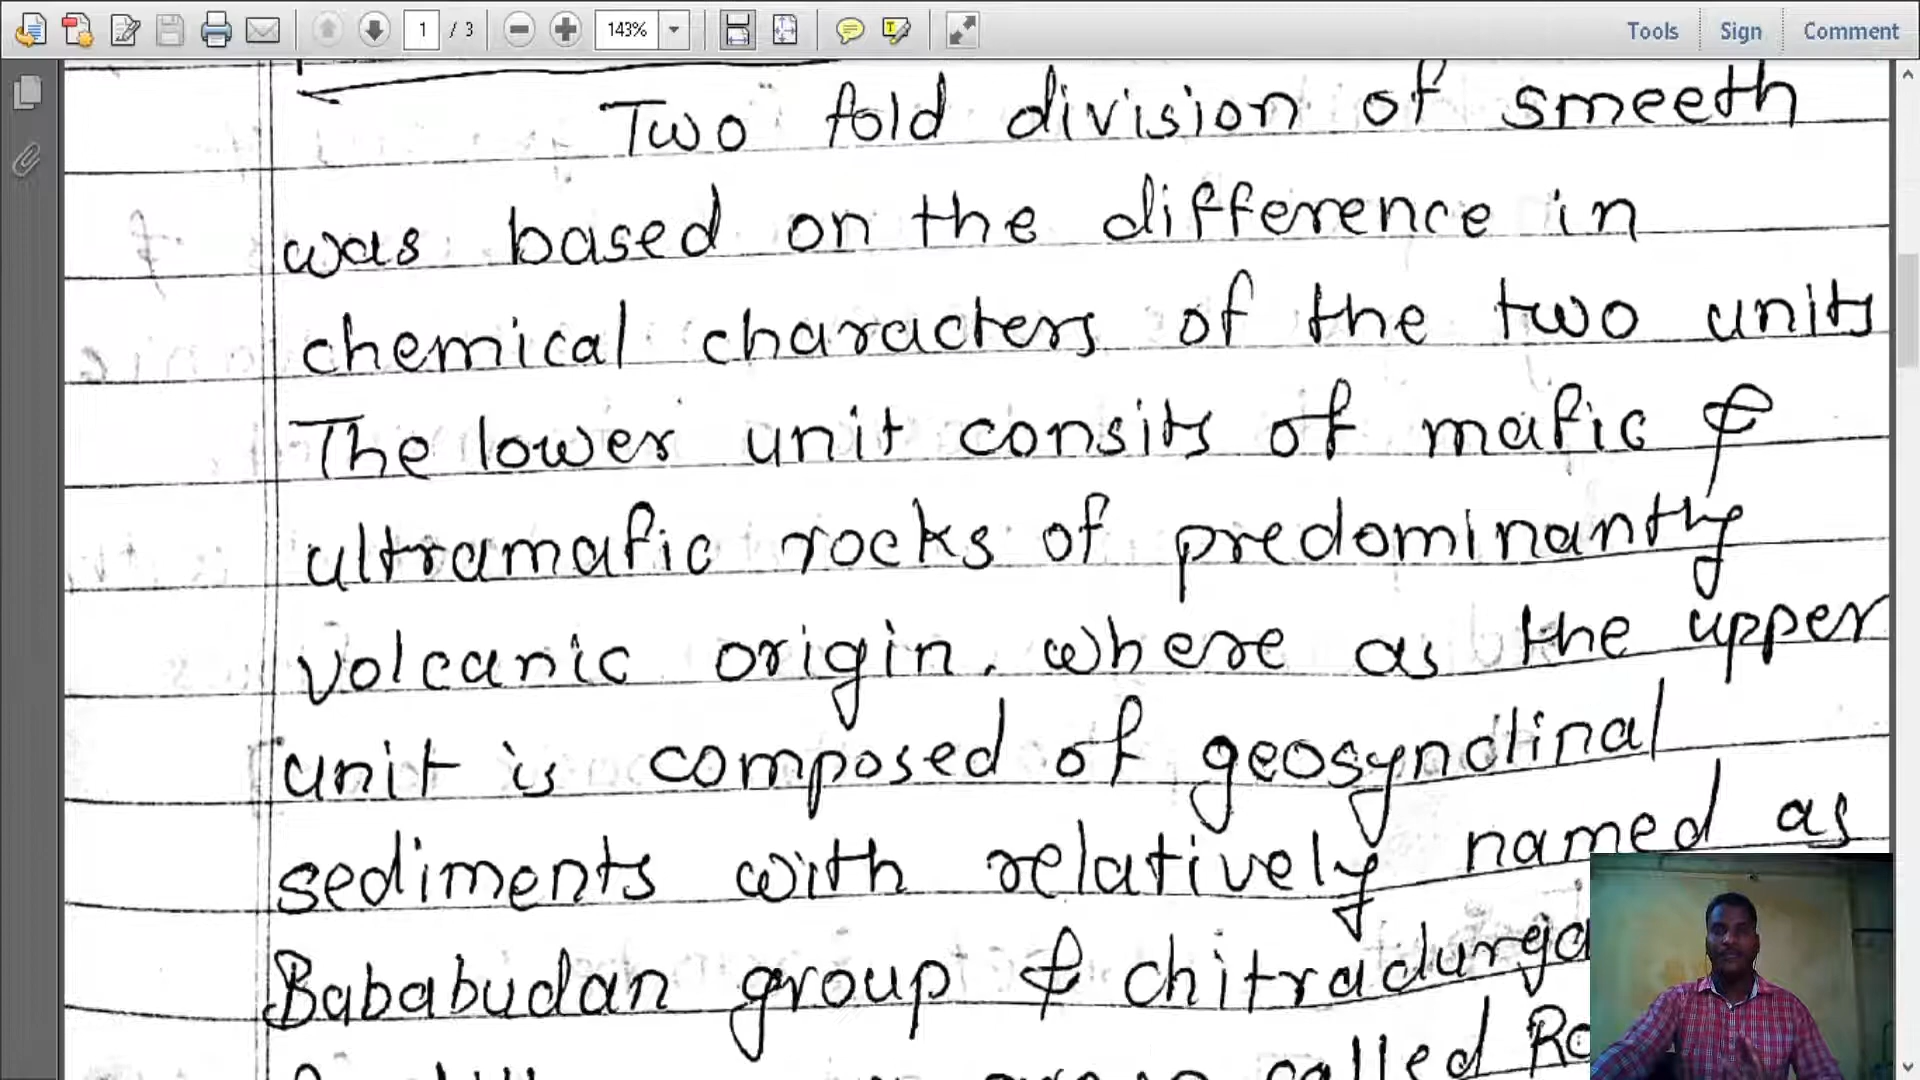 1 / 3 143% Tools Sign Comment
Two fold division of smeeth
was based on the difference in
chemical characters of the two units
The lower unit consits of mafic &
ultramafic rocks of predominantly
volcanic origin. where as the upper
unit is composed of geosynclinal
sediments with relatively named as
Bababudan group & chitradurga
called